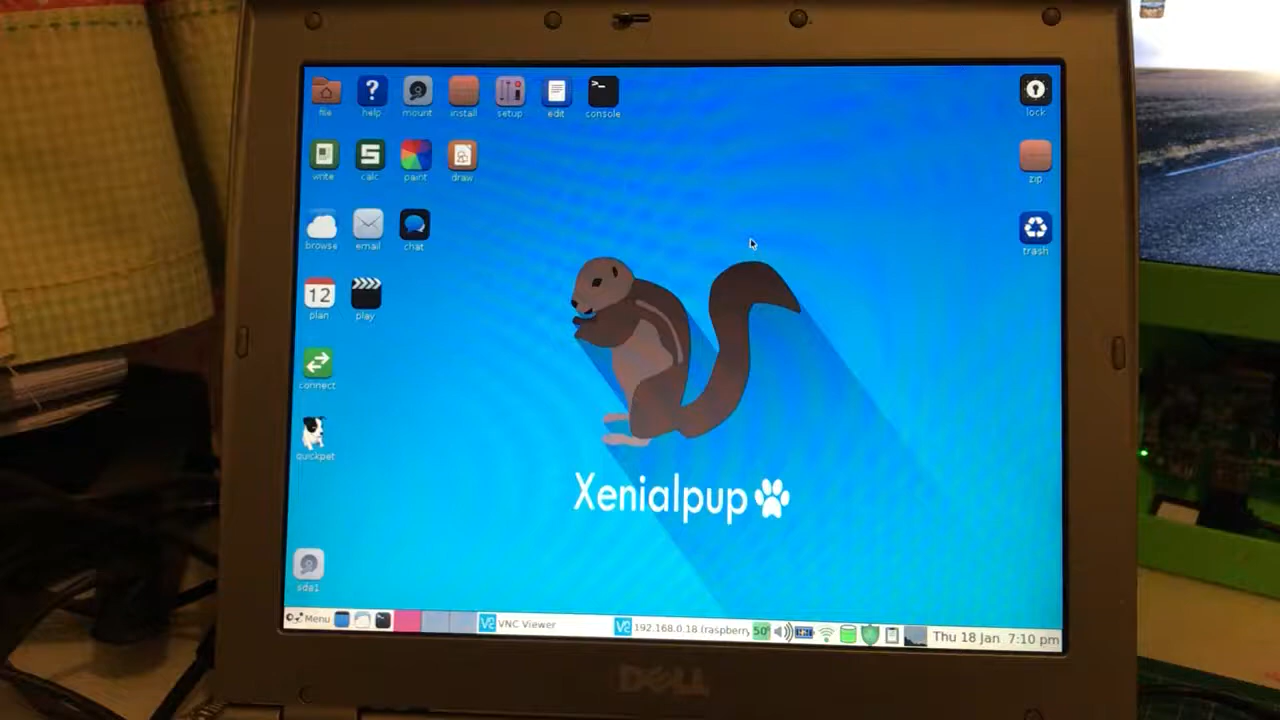 file help mount install setup edit console lock
write calc paint draw zip
browse email chat trash
12
plan play
connect
quickpet
Xenialpup
sda1
Menu VNC Viewer 192.168.0.18 (raspberry 50° Thu 18 Jan 7:10 pm
DELL